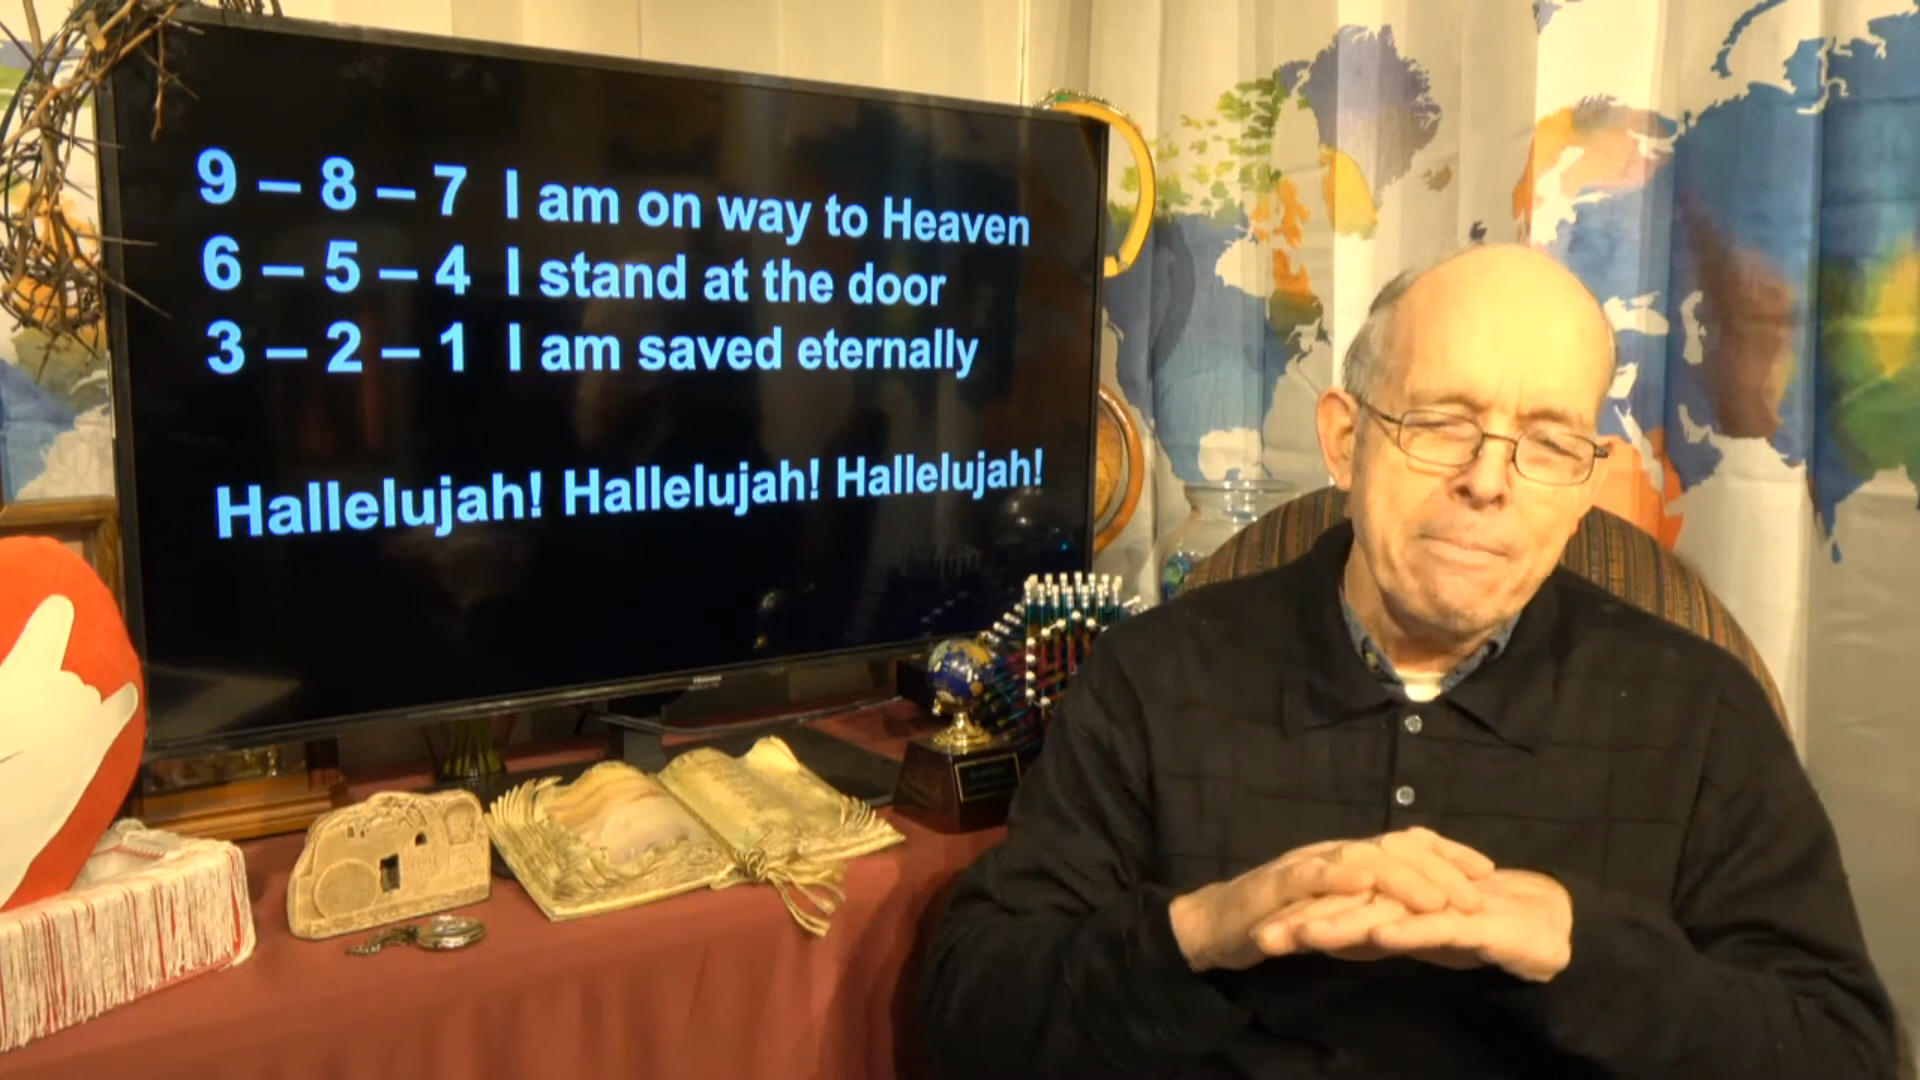 9 – 8 – 7 I am on way to Heaven
6 – 5 – 4 I stand at the door
3 – 2 – 1 I am saved eternally
Hallelujah! Hallelujah! Hallelujah!
Hisense